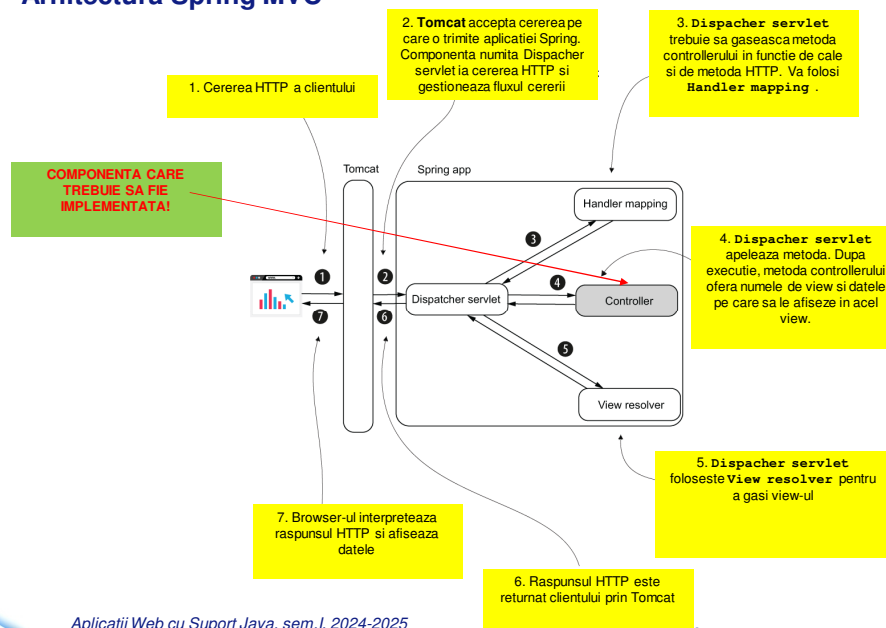 Arhitectura Spring MVC
2. Tomcat accepta cererea pe
care o trimite aplicatiei Spring.
Componenta numita Dispacher
servlet ia cererea HTTP si
gestioneaza fluxul cererii
3. Dispacher servlet
trebuie sa gaseasca metoda
controllerului in functie de cale
si de metoda HTTP. Va folosi
Handler mapping .
1. Cererea HTTP a clientului
COMPONENTA CARE
TREBUIE SA FIE
IMPLEMENTATA!
Tomcat
Spring app
Handler mapping
3
4. Dispacher servlet
apeleaza metoda. Dupa
executie, metoda controllerului
ofera numele de view si datele
pe care sa le afiseze in acel
view.
1
2
4
Dispatcher servlet
Controller
7
6
5
View resolver
5. Dispacher servlet
foloseste View resolver pentru
a gasi view-ul
7. Browser-ul interpreteaza
raspunsul HTTP si afiseaza
datele
6. Raspunsul HTTP este
returnat clientului prin Tomcat
Aplicatii Web cu Suport Java, sem.I, 2024-2025